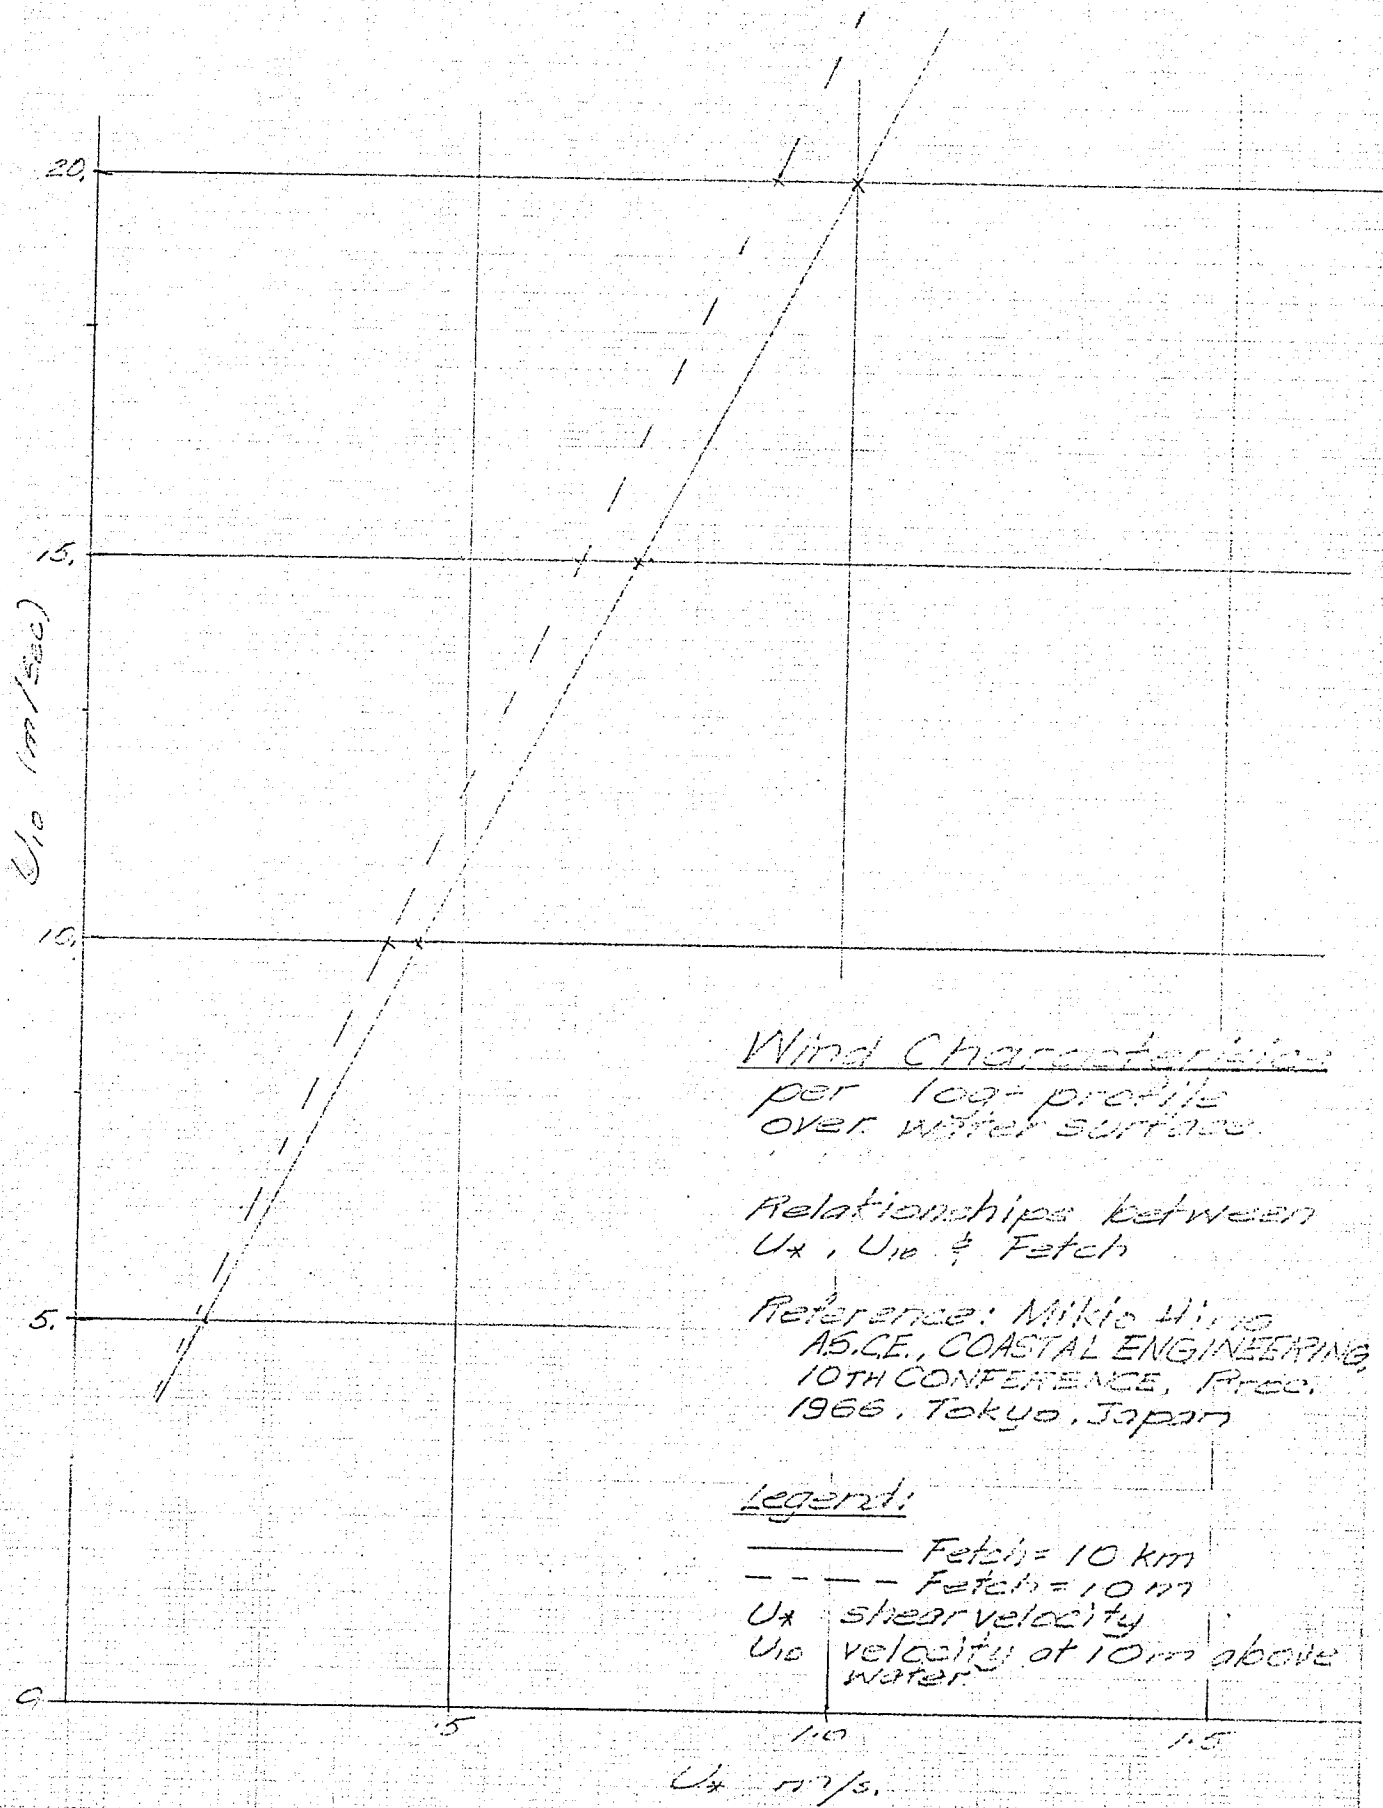 20.
15.
10.
5.
0.
U10 (m/sec)
.5
1.0
1.5
U* m/s.
Wind Characteristics
per log-profile
over water surface.
Relationships between
U*, U10 & Fetch
Reference: Mikio Hino
A.S.C.E., COASTAL ENGINEERING,
10TH CONFERENCE, Proc.
1966, Tokyo, Japan
Legend:
Fetch = 10 km
Fetch = 10 m
U* shear velocity
U10 velocity at 10m above
water